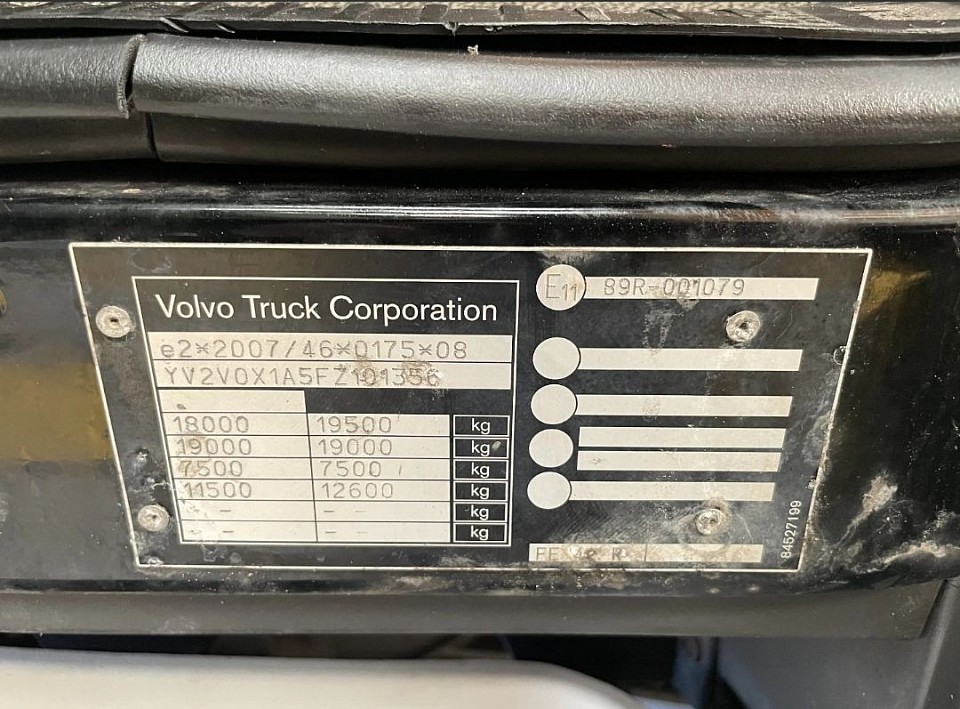 Volvo Truck Corporation
e2*2007/46*0175*08
YV2V0X1A5FZ101356
18000 19500 kg
19000 19000 kg
7500 7500 kg
11500 12600 kg
- - - - kg
- - - - kg
E11 89R-001079
84527199